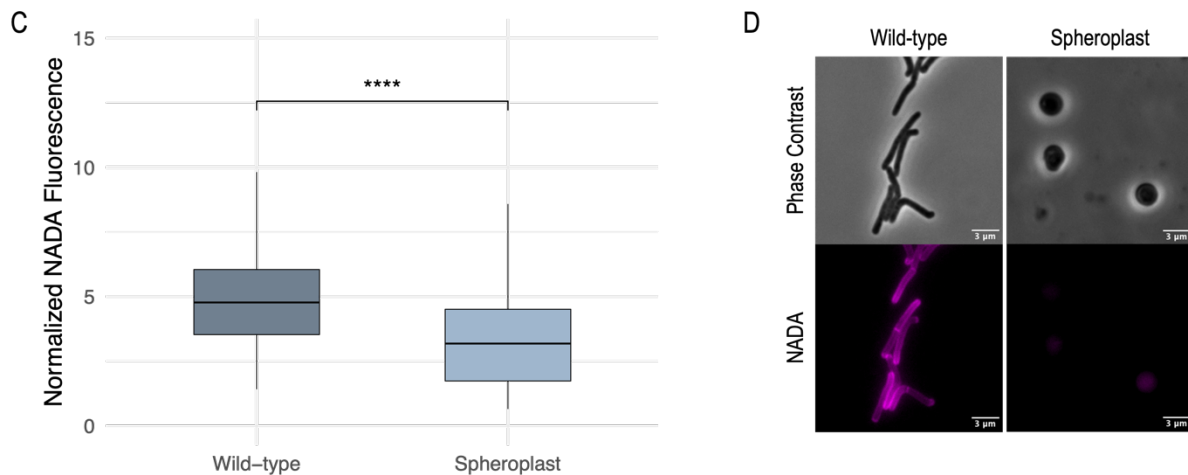 C
Normalized NADA Fluorescence
15
10
5
0
****
Wild–type
Spheroplast
D
Wild-type
Spheroplast
Phase Contrast
3 µm
3 µm
NADA
3 µm
3 µm